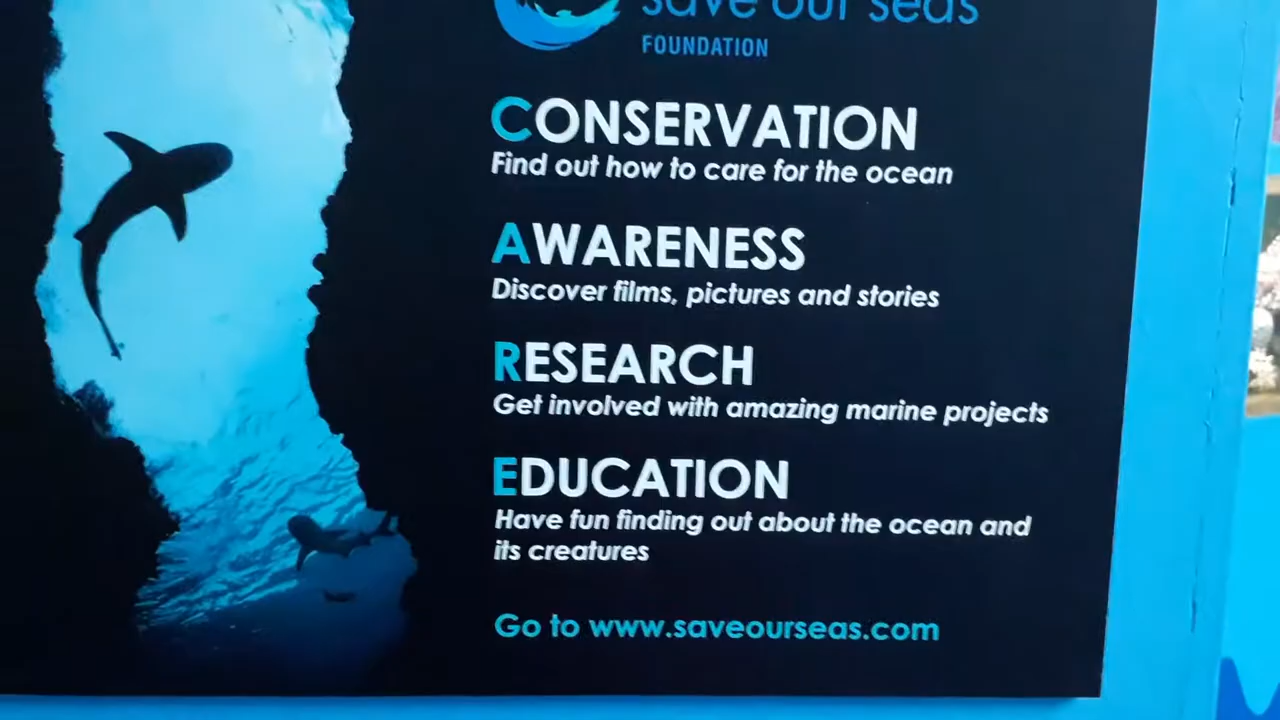 save our seas
FOUNDATION
CONSERVATION
Find out how to care for the ocean
AWARENESS
Discover films, pictures and stories
RESEARCH
Get involved with amazing marine projects
EDUCATION
Have fun finding out about the ocean and
its creatures
Go to www.saveourseas.com